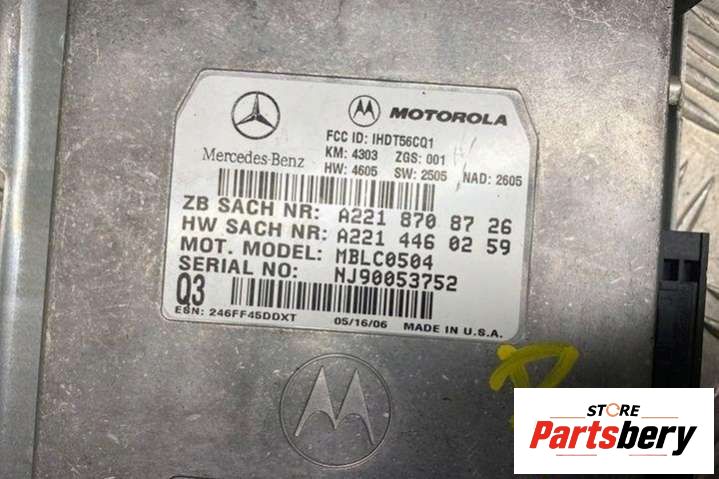 MOTOROLA
Mercedes-Benz
FCC ID: IHDT56CQ1
KM: 4303 ZGS: 001
HW: 4605 SW: 2505 NAD: 2605
ZB SACH NR: A221 870 87 26
HW SACH NR: A221 446 02 59
MOT. MODEL: MBLC0504
SERIAL NO: NJ90053752
Q3
ESN: 246FF45DDXT 05/16/06 MADE IN U.S.A.
STORE
Partsbery